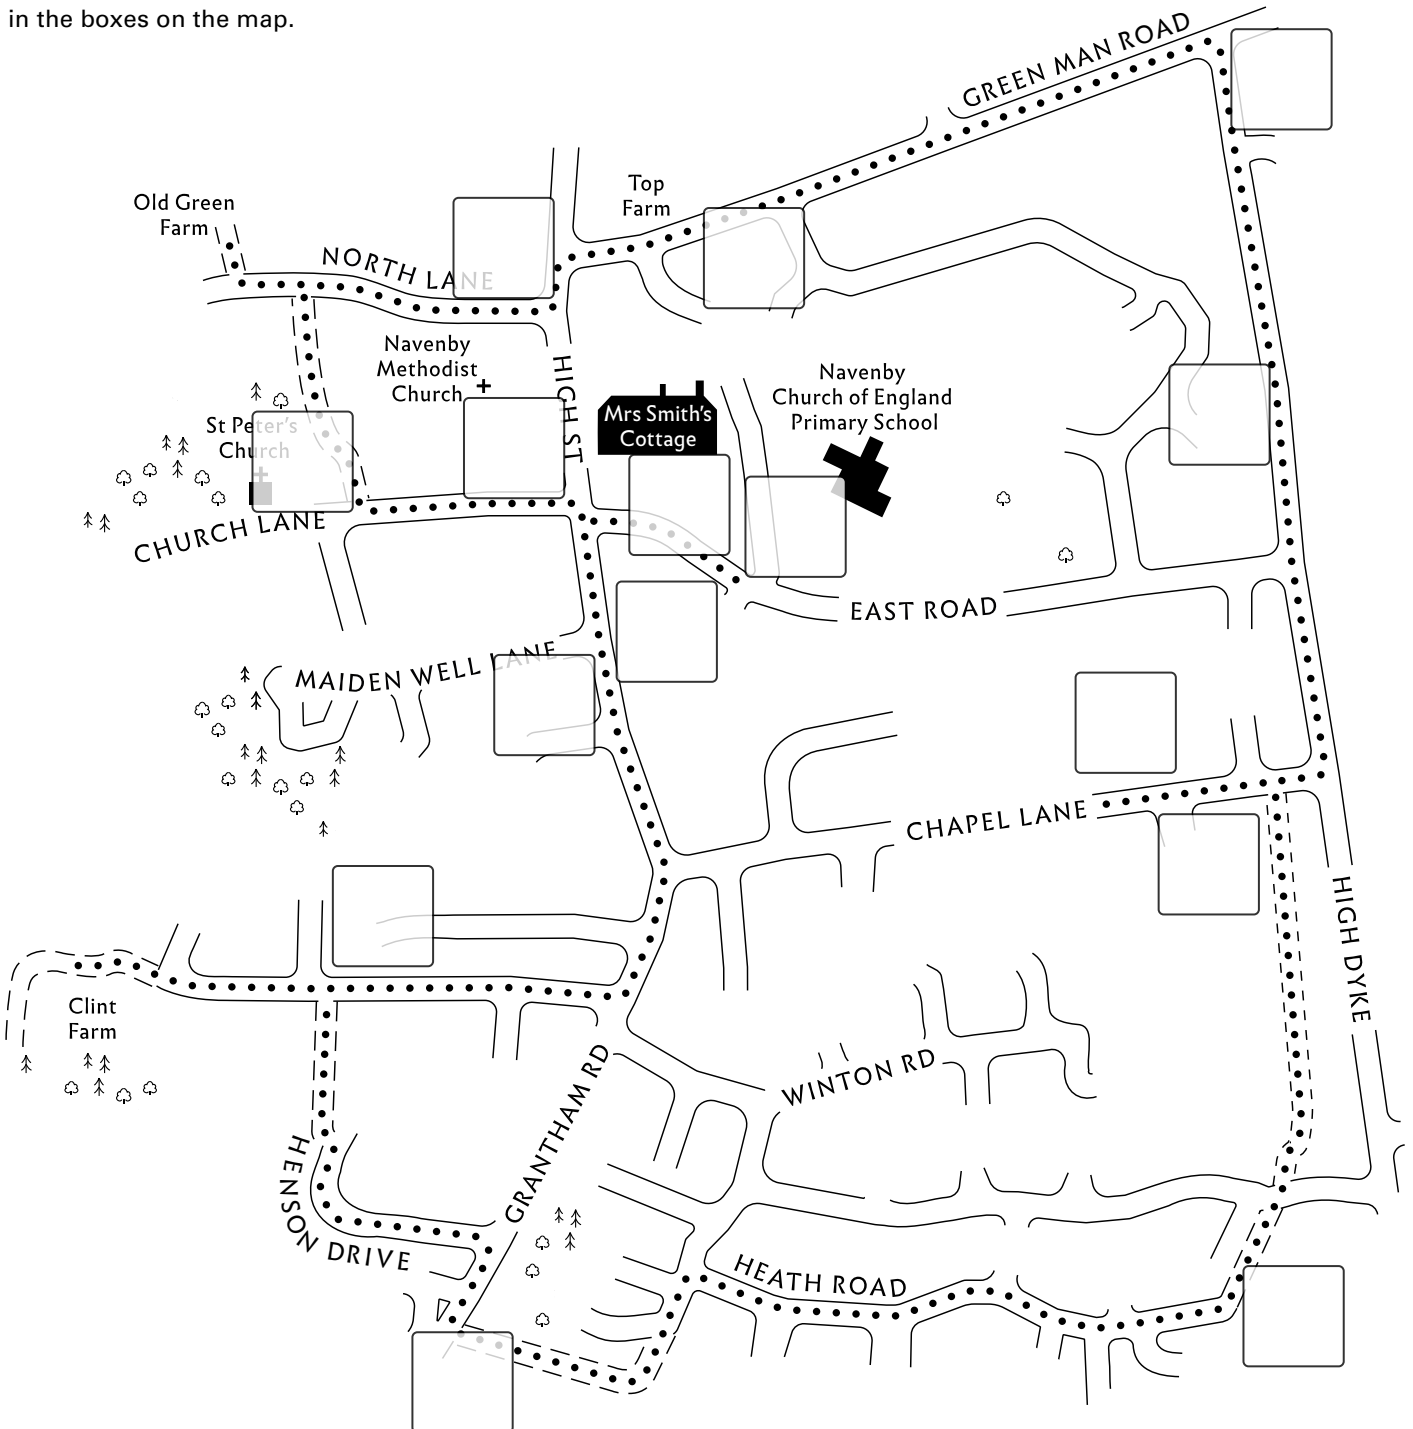 in the boxes on the map.
GREEN MAN ROAD
Top
Farm
Old Green
Farm
NORTH LANE
Navenby
Methodist
Church
HIGH ST
Mrs Smith's
Cottage
Navenby
Church of England
Primary School
St Peter's
Church
CHURCH LANE
EAST ROAD
MAIDEN WELL LANE
CHAPEL LANE
HIGH DYKE
Clint
Farm
WINTON RD
GRANTHAM RD
HENSON DRIVE
HEATH ROAD